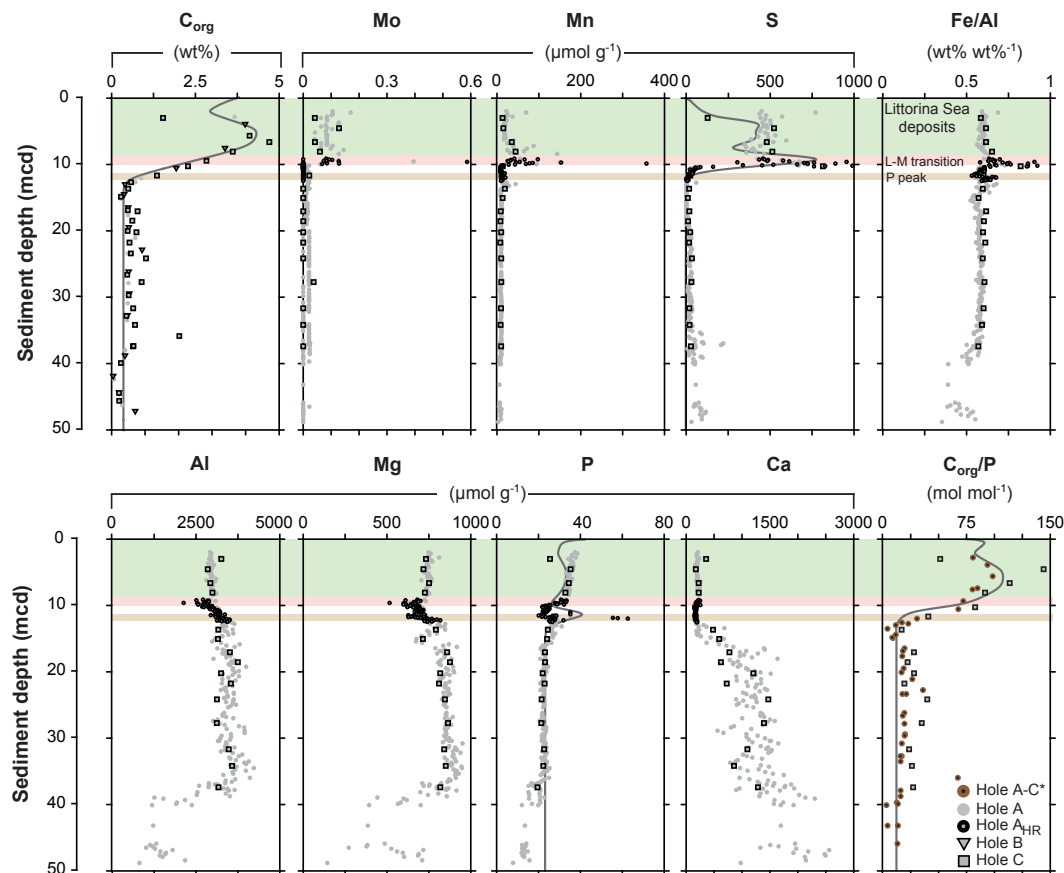 C_org Mo Mn S Fe/Al
(wt%) (µmol g⁻¹) (wt% wt%⁻¹)
0 2.5 5 0 0.3 0.6 0 200 400 0 500 1000 0 0.5 1
Sediment depth (mcd)
0
10
20
30
40
50
Littorina Sea
deposits
L-M transition
P peak
Al Mg P Ca C_org/P
(µmol g⁻¹) (mol mol⁻¹)
0 2500 5000 0 500 1000 0 40 80 0 1500 3000 0 75 150
Sediment depth (mcd)
0
10
20
30
40
50
Hole A-C*
Hole A
Hole A_HR
Hole B
Hole C